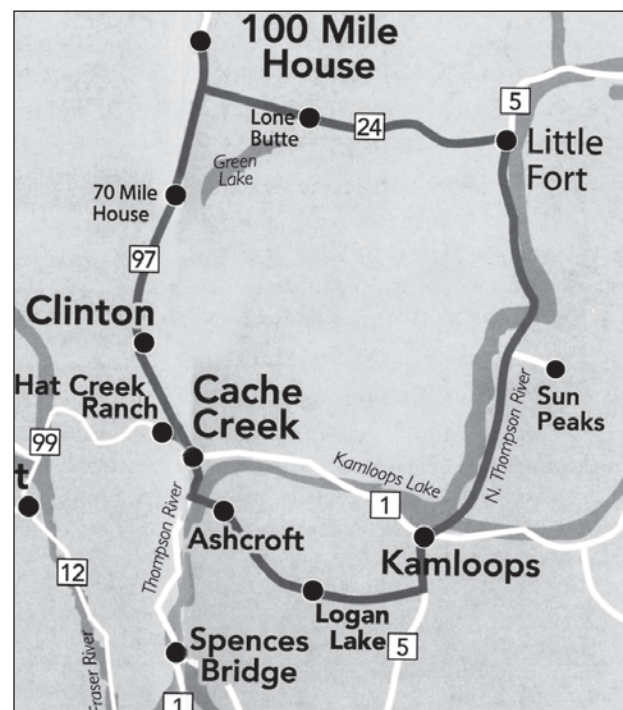 100 Mile
House
5
Lone
Butte
24
Little
Fort
Green
Lake
70 Mile
House
97
Clinton
Hat Creek
Ranch
Cache
Creek
Sun
Peaks
99
t
Kamloops Lake
N. Thompson River
1
Thompson River
Ashcroft
Kamloops
12
Logan
Lake
5
Spences
Bridge
Fraser River
1